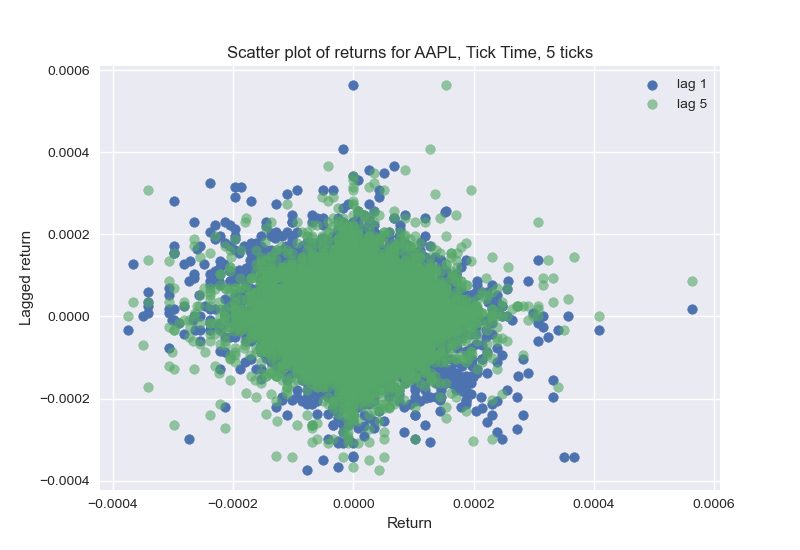 Scatter plot of returns for AAPL, Tick Time, 5 ticks
lag 1
lag 5
0.0006
0.0004
0.0002
0.0000
−0.0002
−0.0004
Lagged return
−0.0004 −0.0002 0.0000 0.0002 0.0004 0.0006
Return